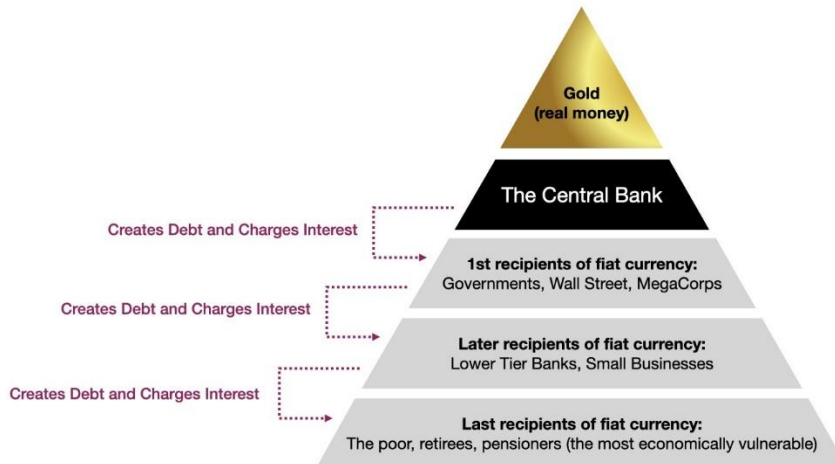 Gold
(real money)
The Central Bank
Creates Debt and Charges Interest
1st recipients of fiat currency:
Governments, Wall Street, MegaCorps
Creates Debt and Charges Interest
Later recipients of fiat currency:
Lower Tier Banks, Small Businesses
Creates Debt and Charges Interest
Last recipients of fiat currency:
The poor, retirees, pensioners (the most economically vulnerable)